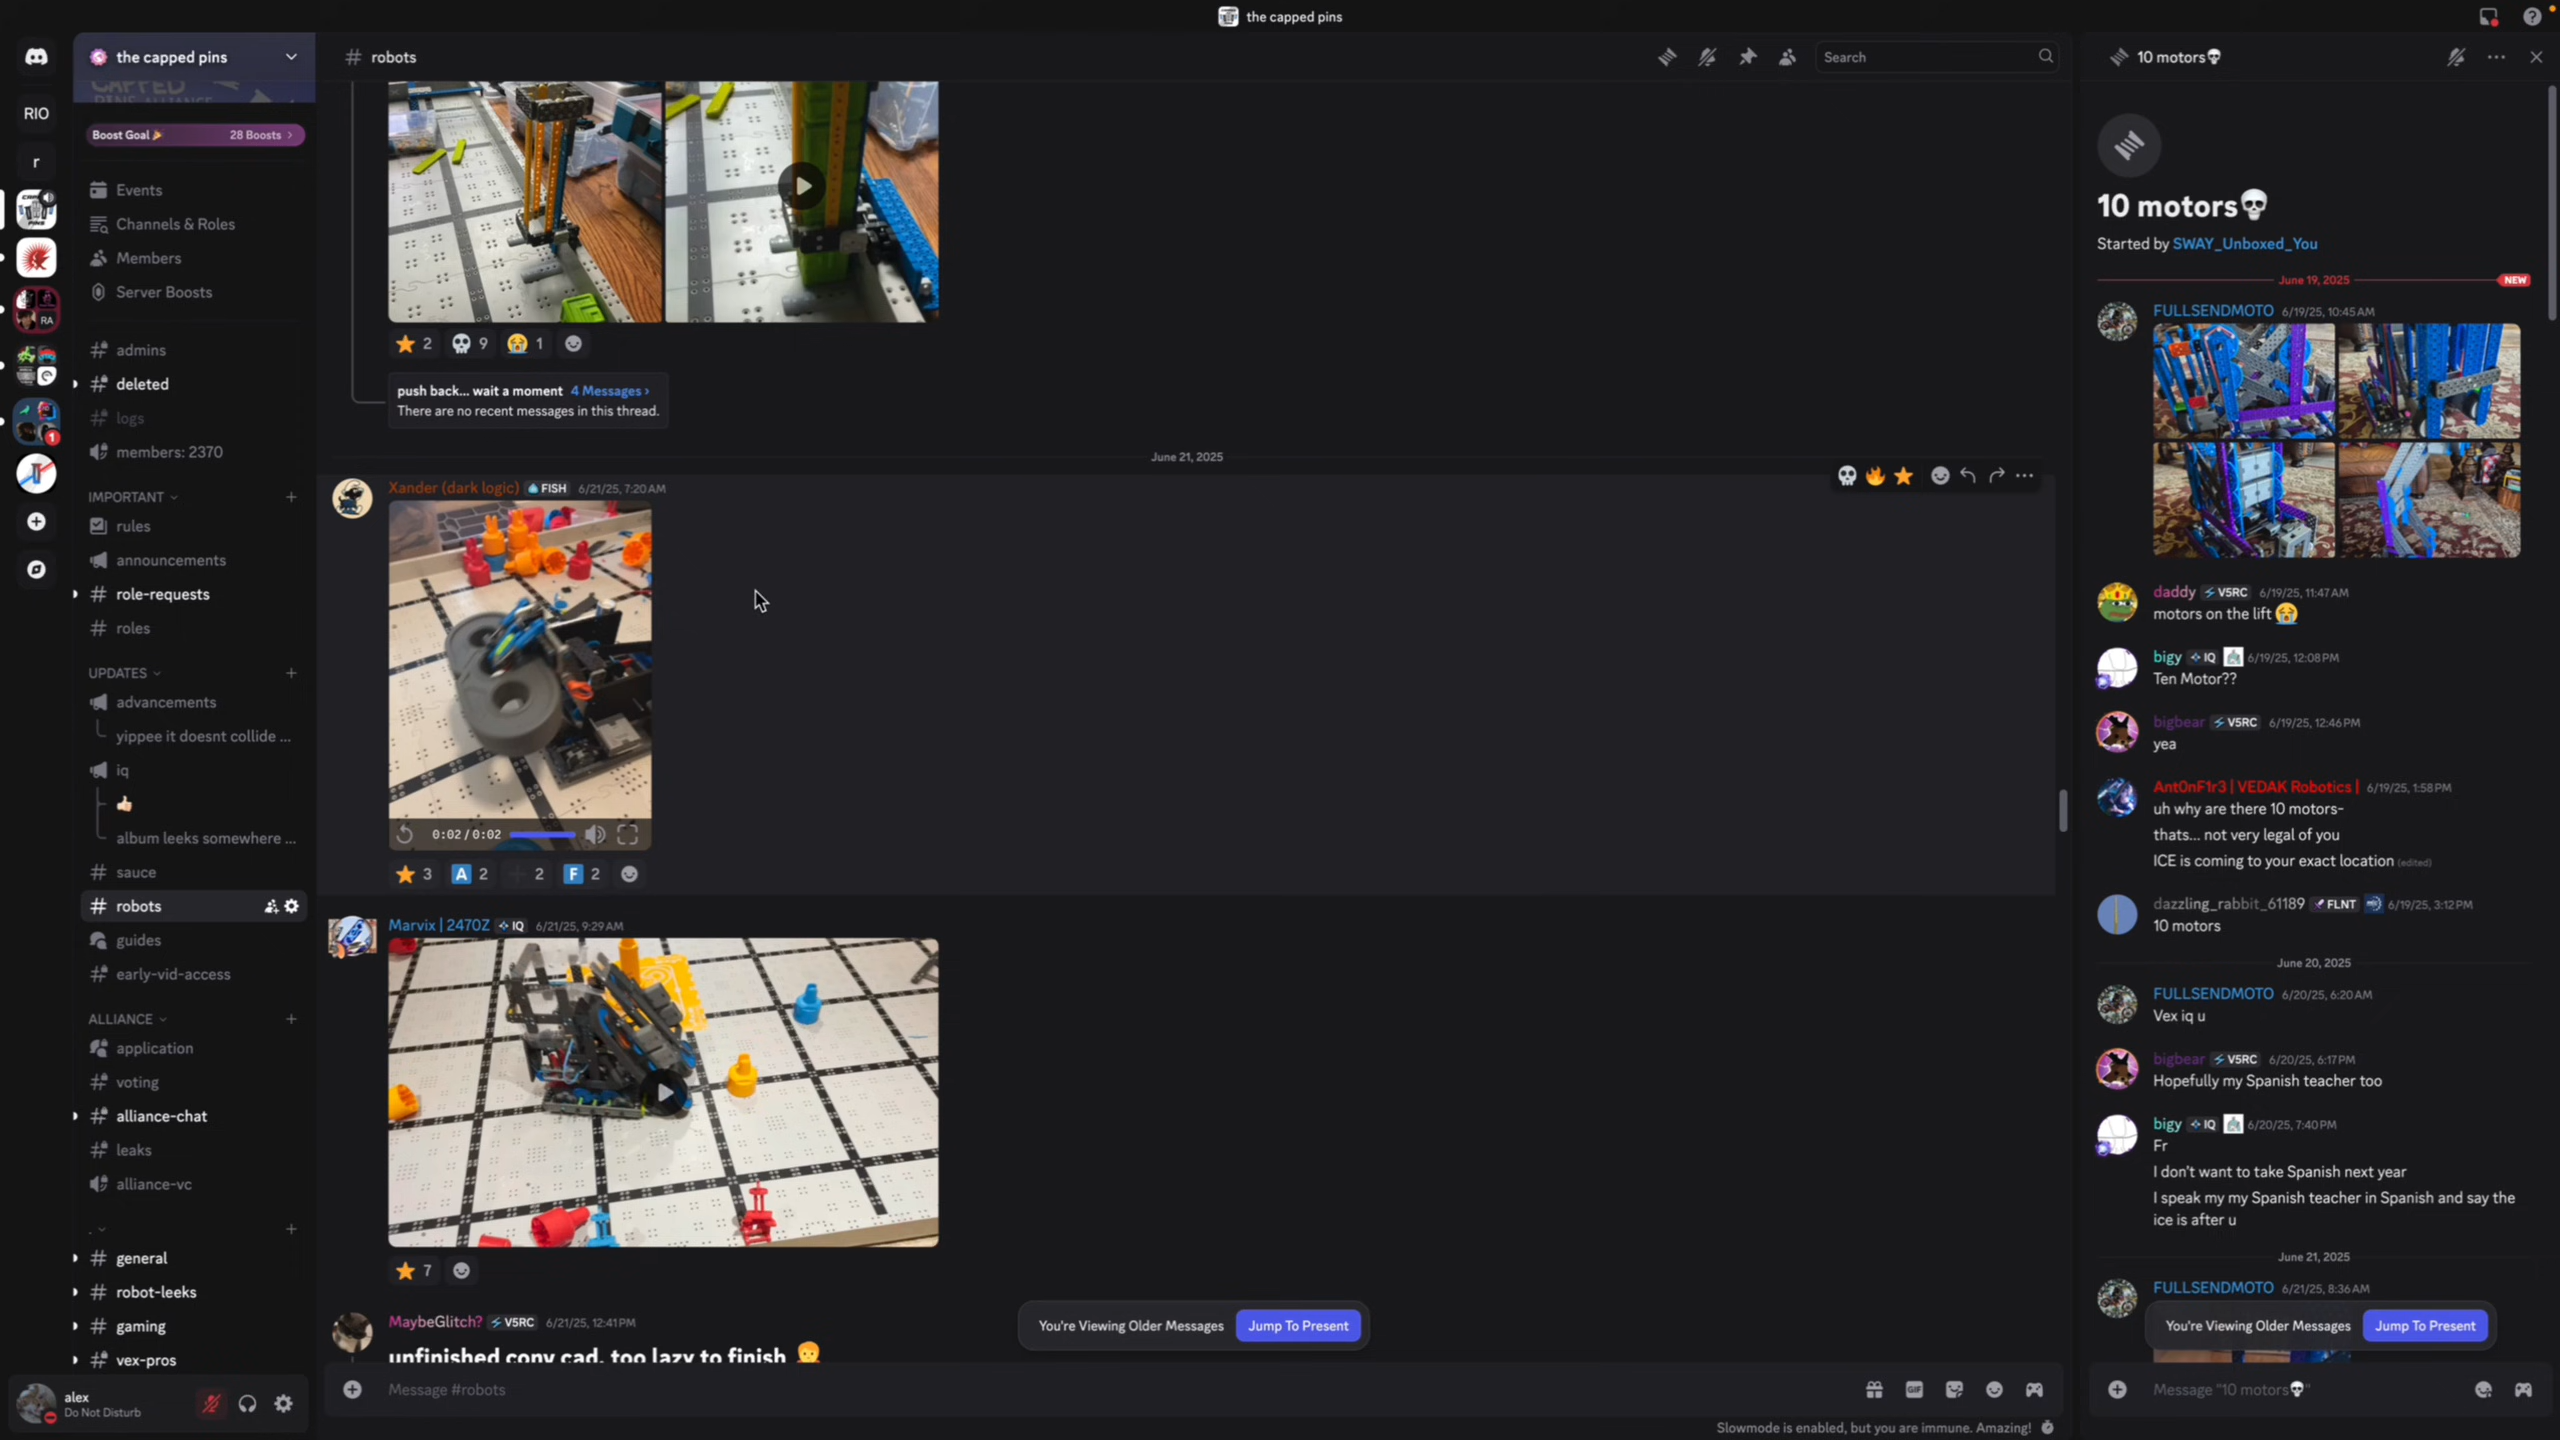 the capped pins
the capped pins
Boost Goal 🎉 28 Boosts
Events
Channels & Roles
Members
Server Boosts
admins
deleted
logs
members: 2370
IMPORTANT
rules
announcements
role-requests
roles
UPDATES
advancements
yippee it doesnt collide ...
iq
👍🏻
album leeks somewhere ...
sauce
robots
guides
early-vid-access
ALLIANCE
application
voting
alliance-chat
leaks
alliance-vc
general
robot-leeks
gaming
vex-pros
alex
Do Not Disturb
RIO
r
RA
1
robots
Search
2 9 1
push back... wait a moment 4 Messages ›
There are no recent messages in this thread.
June 21, 2025
Xander (dark logic) FISH 6/21/25, 7:20 AM
0:02 / 0:02
3 A 2 2 F 2
Marvix | 2470Z IQ 6/21/25, 9:29 AM
7
MaybeGlitch? V5RC 6/21/25, 12:41 PM
unfinished copy cad, too lazy to finish
You're Viewing Older Messages Jump To Present
Message #robots
Slowmode is enabled, but you are immune. Amazing!
10 motors💀
10 motors💀
Started by SWAY_Unboxed_You
June 19, 2025 NEW
FULLSENDMOTO 6/19/25, 10:45 AM
daddy V5RC 6/19/25, 11:47 AM
motors on the lift 😭
bigy IQ 6/19/25, 12:08 PM
Ten Motor??
bigbear V5RC 6/19/25, 12:46 PM
yea
Ant0nF1r3 | VEDAK Robotics | 6/19/25, 1:58 PM
uh why are there 10 motors-
thats... not very legal of you
ICE is coming to your exact location (edited)
dazzling_rabbit_61189 FLNT 6/19/25, 3:12 PM
10 motors
June 20, 2025
FULLSENDMOTO 6/20/25, 6:20 AM
Vex iq u
bigbear V5RC 6/20/25, 6:17 PM
Hopefully my Spanish teacher too
bigy IQ 6/20/25, 7:40 PM
Fr
I don't want to take Spanish next year
I speak my my Spanish teacher in Spanish and say the
ice is after u
June 21, 2025
FULLSENDMOTO 6/21/25, 8:36 AM
You're Viewing Older Messages Jump To Present
Message "10 motors💀"